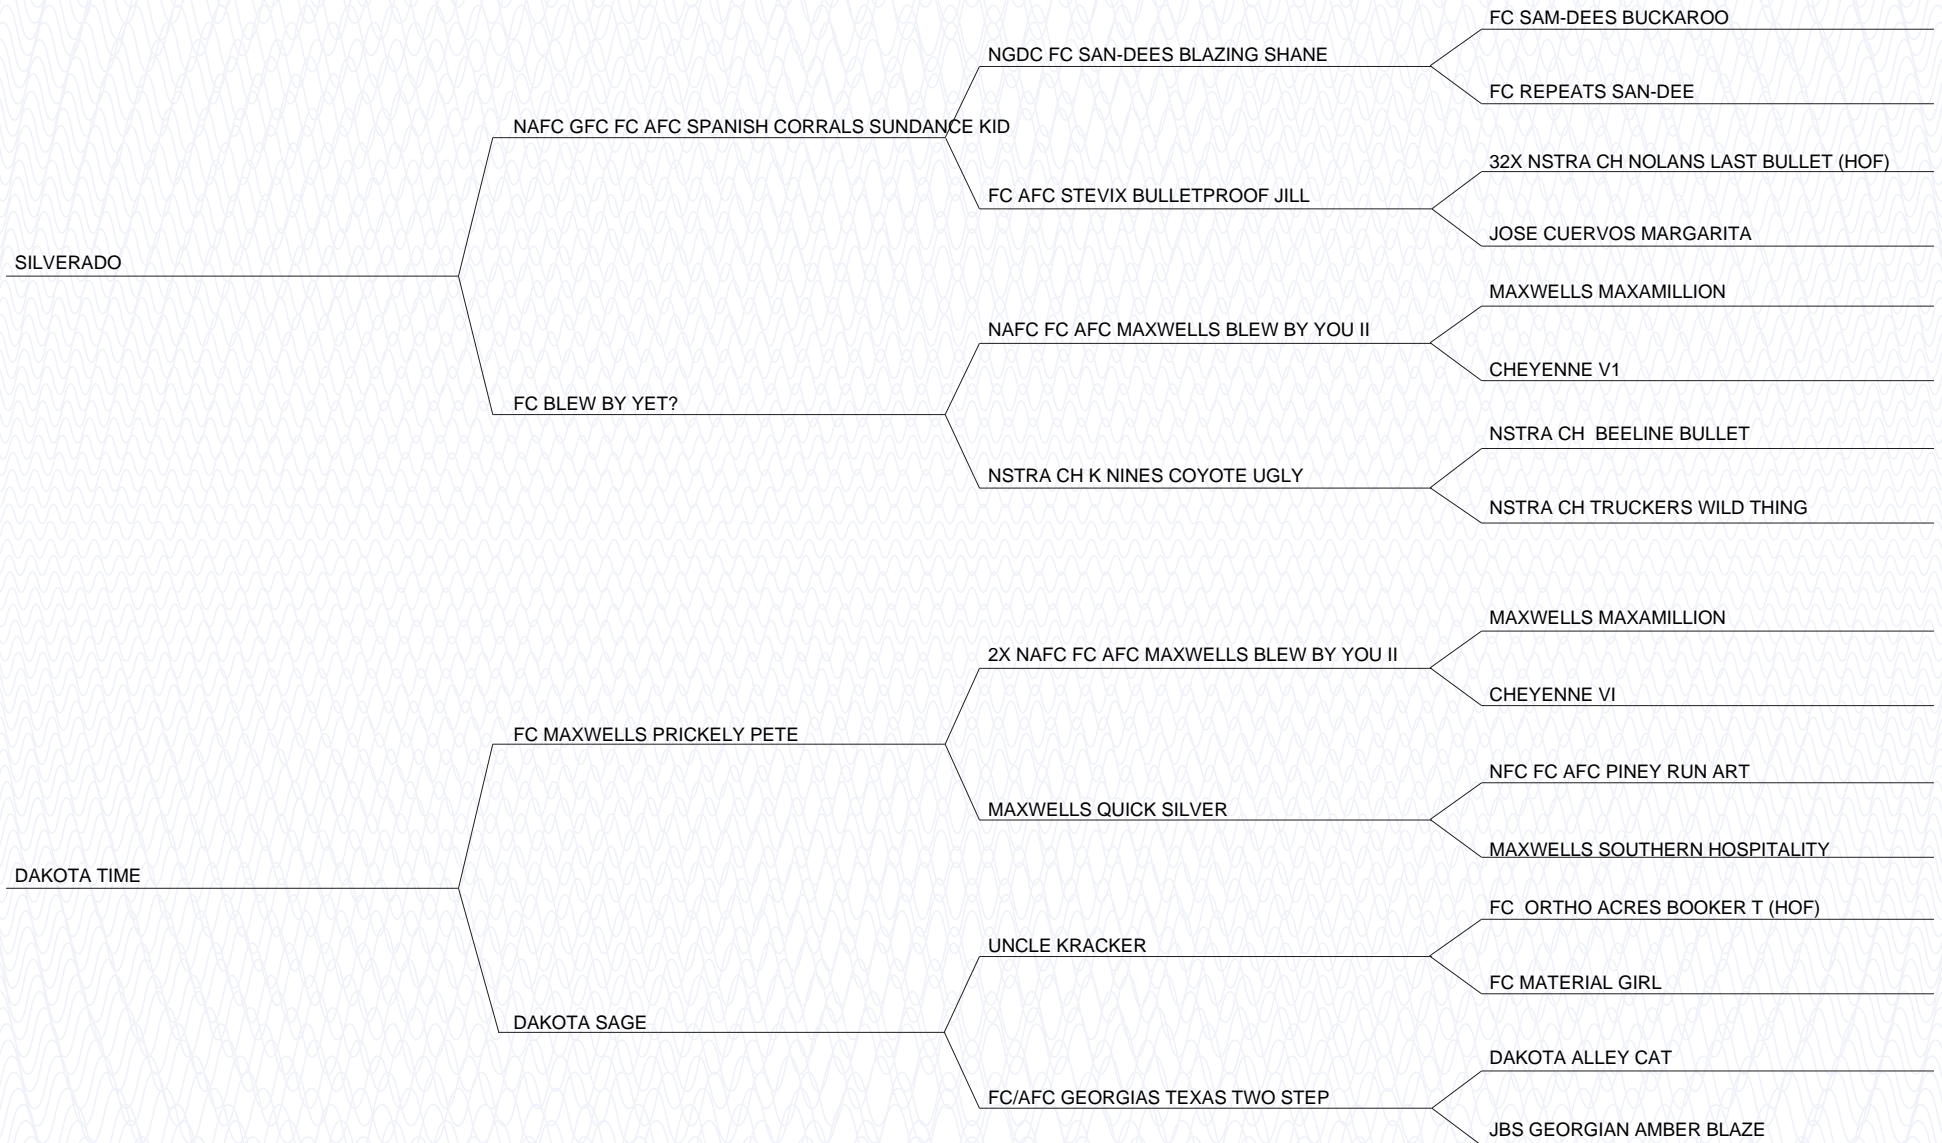 FC SAM-DEES BUCKAROO
NGDC FC SAN-DEES BLAZING SHANE
FC REPEATS SAN-DEE
NAFC GFC FC AFC SPANISH CORRALS SUNDANCE KID
32X NSTRA CH NOLANS LAST BULLET (HOF)
FC AFC STEVIX BULLETPROOF JILL
JOSE CUERVOS MARGARITA
SILVERADO
MAXWELLS MAXAMILLION
NAFC FC AFC MAXWELLS BLEW BY YOU II
CHEYENNE V1
FC BLEW BY YET?
NSTRA CH  BEELINE BULLET
NSTRA CH K NINES COYOTE UGLY
NSTRA CH TRUCKERS WILD THING
MAXWELLS MAXAMILLION
2X NAFC FC AFC MAXWELLS BLEW BY YOU II
CHEYENNE VI
FC MAXWELLS PRICKELY PETE
NFC FC AFC PINEY RUN ART
MAXWELLS QUICK SILVER
MAXWELLS SOUTHERN HOSPITALITY
DAKOTA TIME
FC  ORTHO ACRES BOOKER T (HOF)
UNCLE KRACKER
FC MATERIAL GIRL
DAKOTA SAGE
DAKOTA ALLEY CAT
FC/AFC GEORGIAS TEXAS TWO STEP
JBS GEORGIAN AMBER BLAZE